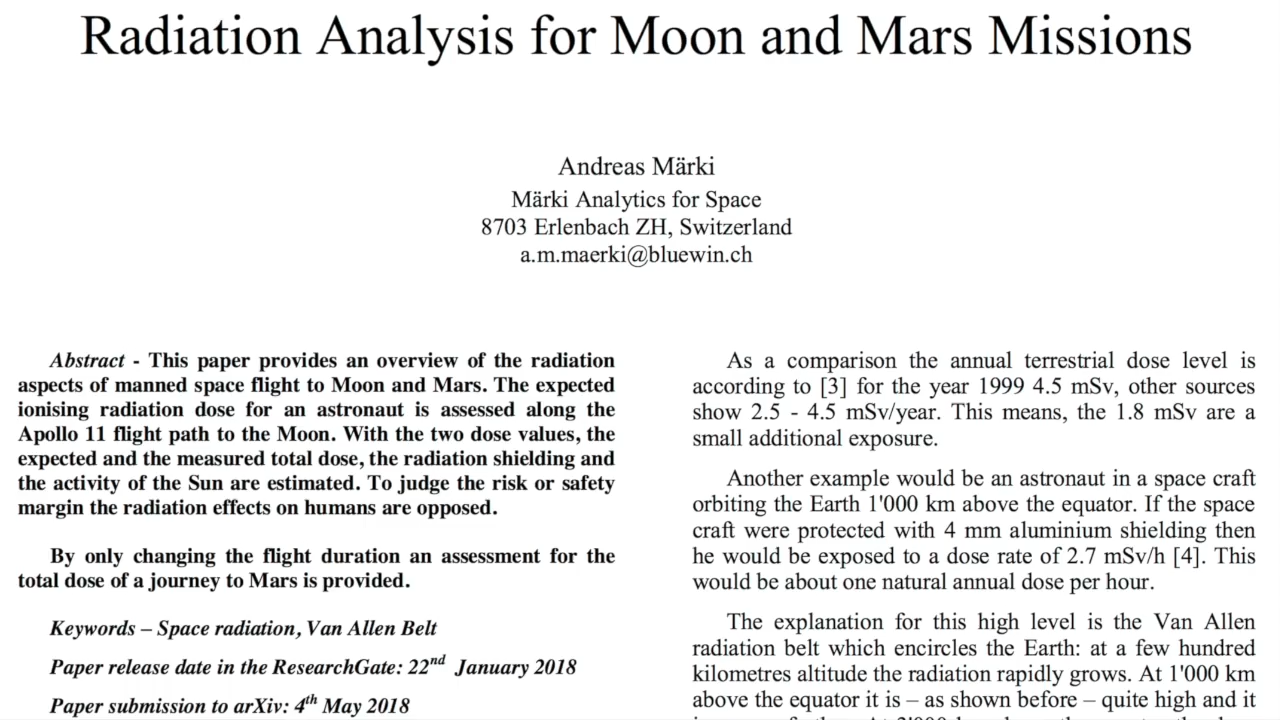 Radiation Analysis for Moon and Mars Missions
Andreas Märki
Märki Analytics for Space
8703 Erlenbach ZH, Switzerland
a.m.maerki@bluewin.ch
Abstract - This paper provides an overview of the radiation
aspects of manned space flight to Moon and Mars. The expected
ionising radiation dose for an astronaut is assessed along the
Apollo 11 flight path to the Moon. With the two dose values, the
expected and the measured total dose, the radiation shielding and
the activity of the Sun are estimated. To judge the risk or safety
margin the radiation effects on humans are opposed.
By only changing the flight duration an assessment for the
total dose of a journey to Mars is provided.
Keywords – Space radiation, Van Allen Belt
Paper release date in the ResearchGate: 22nd January 2018
Paper submission to arXiv: 4th May 2018
As a comparison the annual terrestrial dose level is
according to [3] for the year 1999 4.5 mSv, other sources
show 2.5 - 4.5 mSv/year. This means, the 1.8 mSv are a
small additional exposure.
Another example would be an astronaut in a space craft
orbiting the Earth 1'000 km above the equator. If the space
craft were protected with 4 mm aluminium shielding then
he would be exposed to a dose rate of 2.7 mSv/h [4]. This
would be about one natural annual dose per hour.
The explanation for this high level is the Van Allen
radiation belt which encircles the Earth: at a few hundred
kilometres altitude the radiation rapidly grows. At 1'000 km
above the equator it is – as shown before – quite high and it